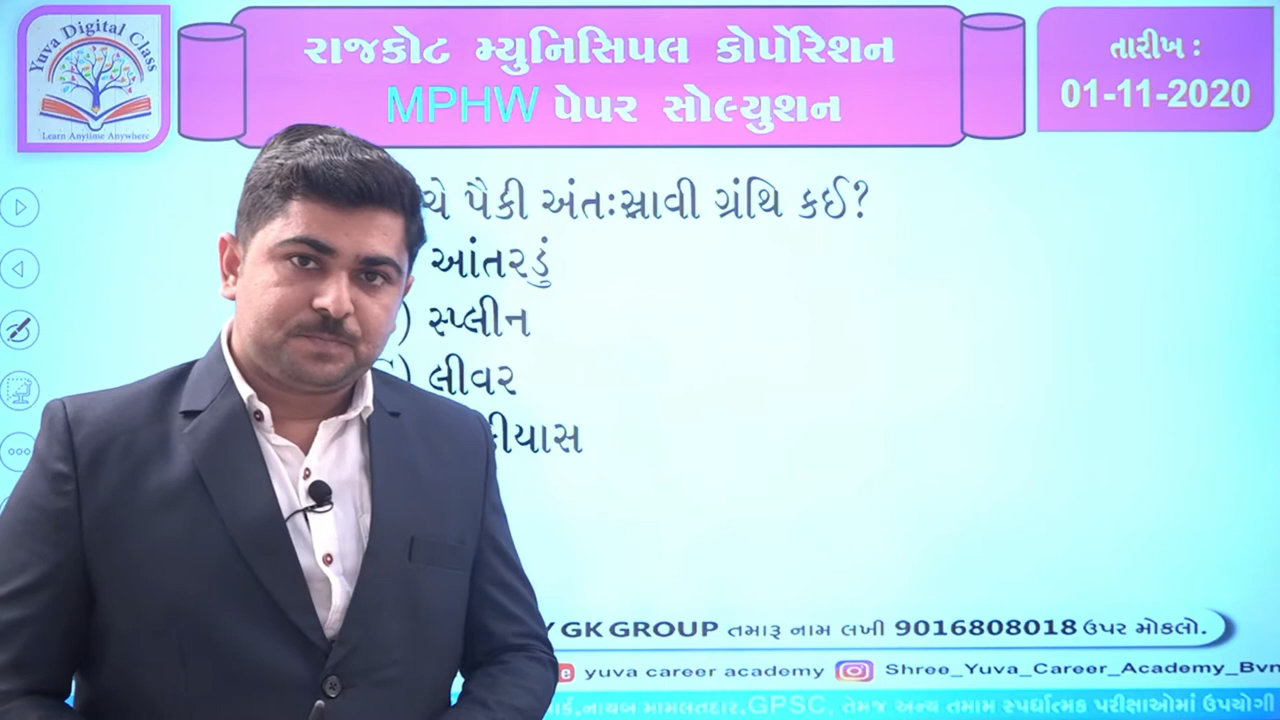 Yuva Digital Class
Learn Anytime Anywhere
રાજકોટ મ્યુનિસિપલ કોર્પોરેશન
MPHW પેપર સોલ્યુશન
તારીખ :
01-11-2020
પૈકી અંતઃસ્રાવી ગ્રંથિ કઈ?
આંતરડું
) સ્પ્લીન
) લીવર
GK GROUP તમારૂ નામ લખી 9016808018 ઉપર મોકલો.
yuva career academy Shree_Yuva_Career_Academy_Bvn
નાયબ મામલતદાર,GPSC, તેમજ અન્ય તમામ સ્પર્ધાત્મક પરીક્ષાઓમાં ઉપયોગી